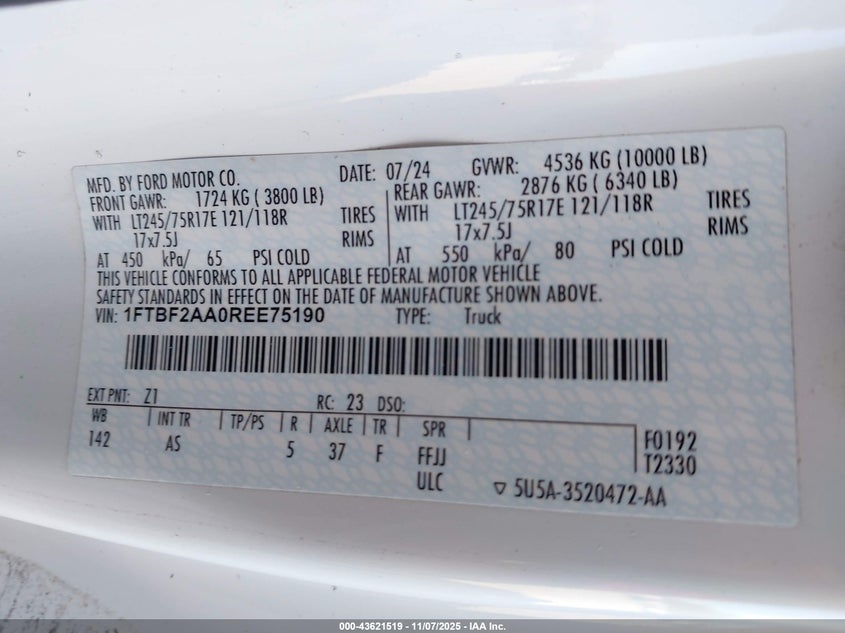 MFD. BY FORD MOTOR CO. DATE: 07/24 GVWR: 4536 KG (10000 LB)
FRONT GAWR: 1724 KG ( 3800 LB) REAR GAWR: 2876 KG ( 6340 LB)
WITH LT245/75R17E 121/118R TIRES WITH LT245/75R17E 121/118R TIRES
17x7.5J RIMS 17x7.5J RIMS
AT 450 kPa/ 65 PSI COLD AT 550 kPa/ 80 PSI COLD
THIS VEHICLE CONFORMS TO ALL APPLICABLE FEDERAL MOTOR VEHICLE
SAFETY STANDARDS IN EFFECT ON THE DATE OF MANUFACTURE SHOWN ABOVE.
VIN: 1FTBF2AA0REE75190 TYPE: Truck
EXT PNT: Z1 RC: 23 DSO:
WB INT TR TP/PS R AXLE TR SPR
142 AS 5 37 F FFJJ F0192
ULC T2330
▽ 5U5A-3520472-AA
000-43621519 - 11/07/2025 - IAA Inc.